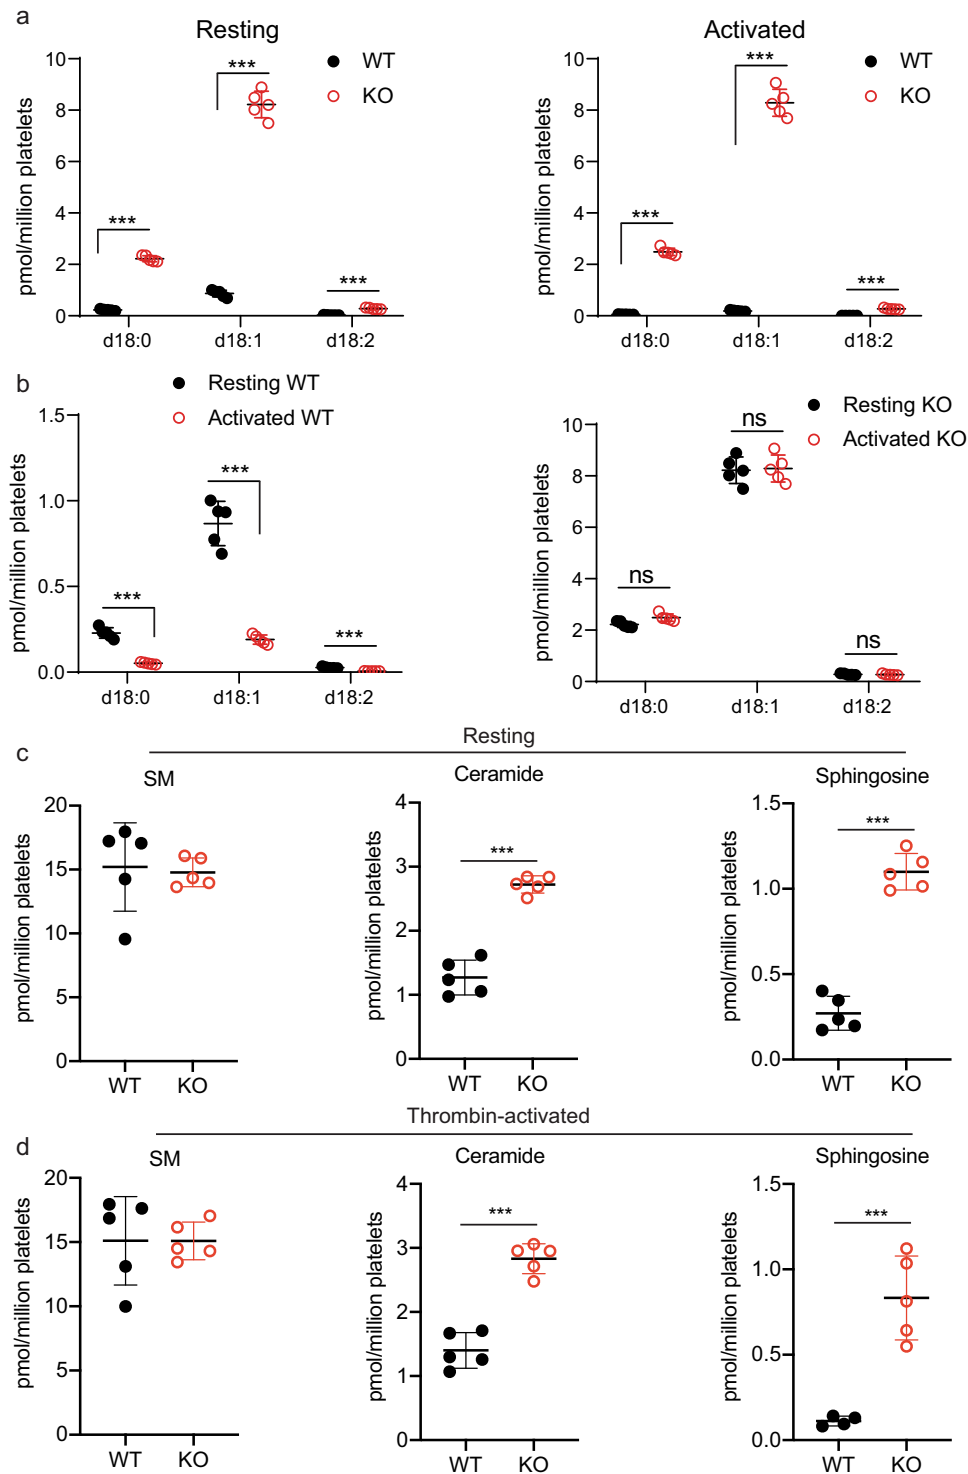 a
Resting
Activated
WT
KO
WT
KO
pmol/million platelets
10
8
6
4
2
0
***
***
***
d18:0
d18:1
d18:2
pmol/million platelets
10
8
6
4
2
0
***
***
***
d18:0
d18:1
d18:2
b
Resting WT
Activated WT
pmol/million platelets
1.5
1.0
0.5
0.0
***
***
***
d18:0
d18:1
d18:2
Resting KO
Activated KO
pmol/million platelets
10
8
6
4
2
0
ns
ns
ns
d18:0
d18:1
d18:2
c
Resting
SM
pmol/million platelets
20
15
10
5
0
WT
KO
Ceramide
pmol/million platelets
4
3
2
1
0
***
WT
KO
Sphingosine
pmol/million platelets
1.5
1.0
0.5
0.0
***
WT
KO
d
Thrombin-activated
SM
pmol/million platelets
20
15
10
5
0
WT
KO
Ceramide
pmol/million platelets
4
3
2
1
0
***
WT
KO
Sphingosine
pmol/million platelets
1.5
1.0
0.5
0.0
***
WT
KO